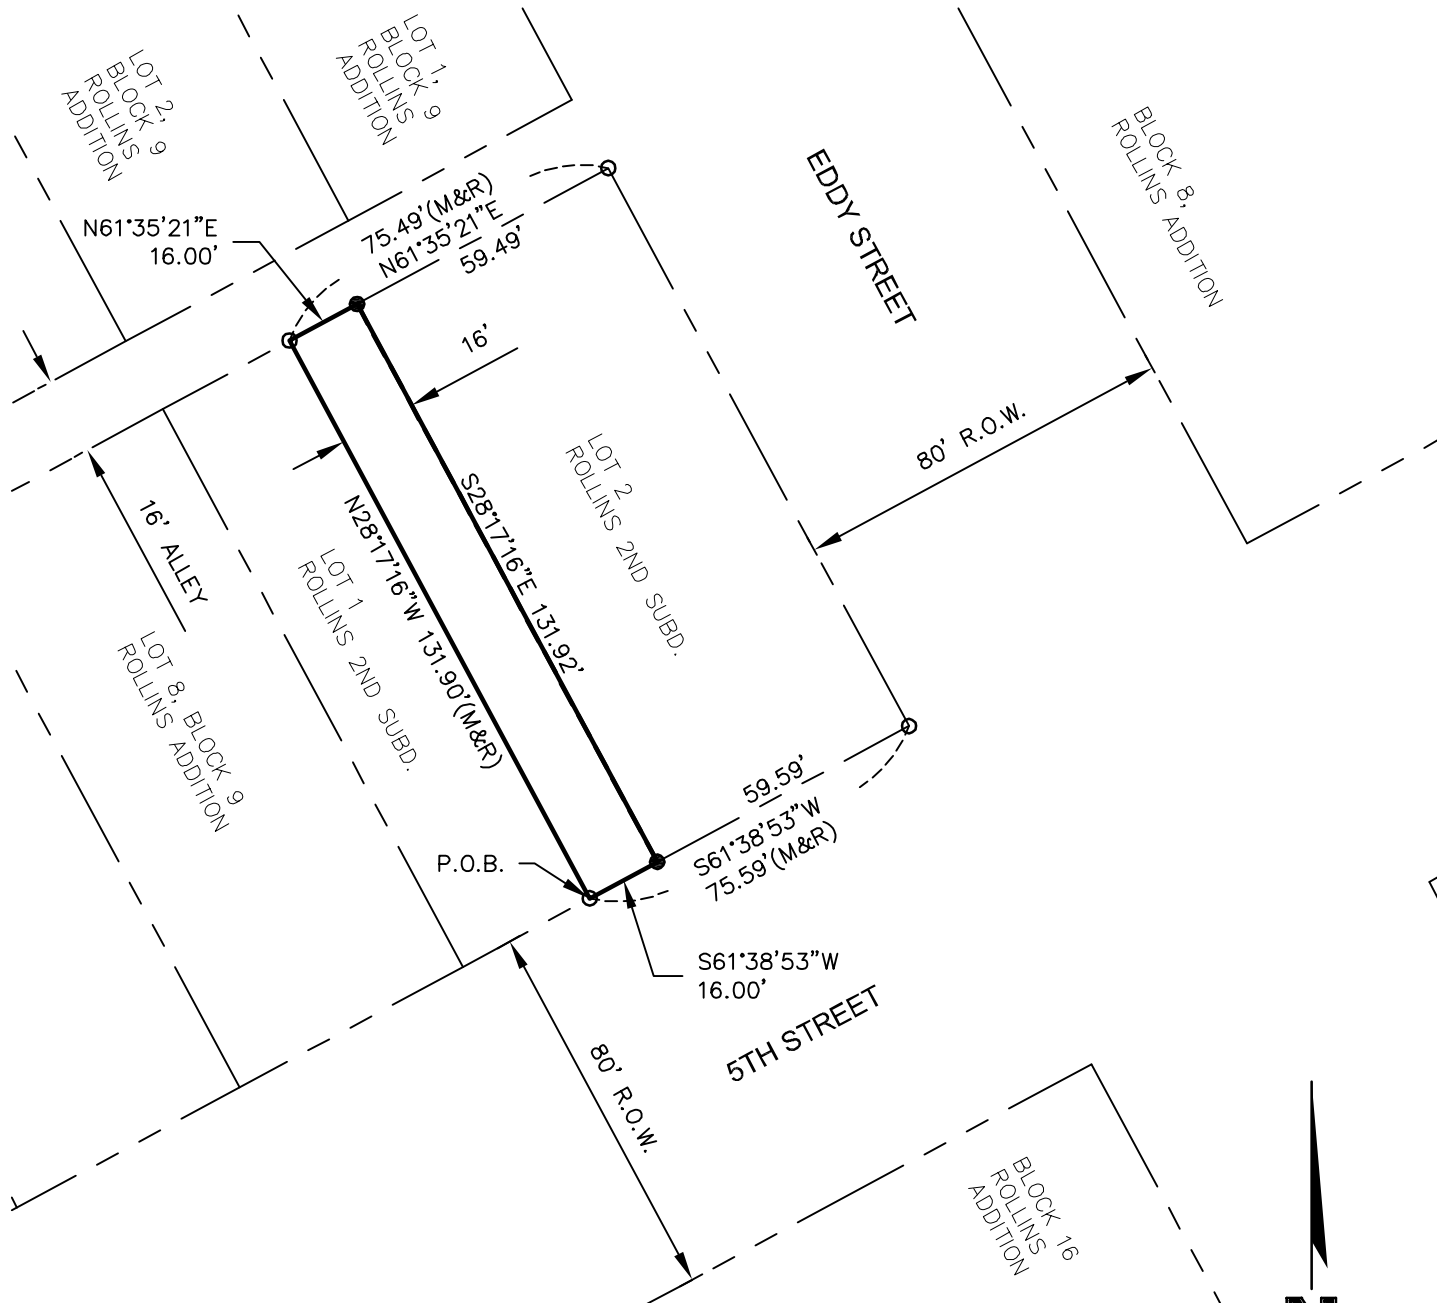 LOT 2,
BLOCK 9
ROLLINS
ADDITION
LOT 1,
BLOCK 9
ROLLINS
ADDITION
BLOCK 8,
ROLLINS ADDITION
EDDY STREET
N61°35'21"E
16.00'
75.49'(M&R)
N61°35'21"E
59.49'
16'
80' R.O.W.
LOT 2
ROLLINS 2ND SUBD.
S28°17'16"E 131.92'
N28°17'16"W 131.90'(M&R)
16' ALLEY
LOT 1
ROLLINS 2ND SUBD.
LOT 8, BLOCK 9
ROLLINS ADDITION
59.59'
S61°38'53"W
75.59'(M&R)
P.O.B.
S61°38'53"W
16.00'
5TH STREET
80' R.O.W.
BLOCK 16
ROLLINS
ADDITION
N